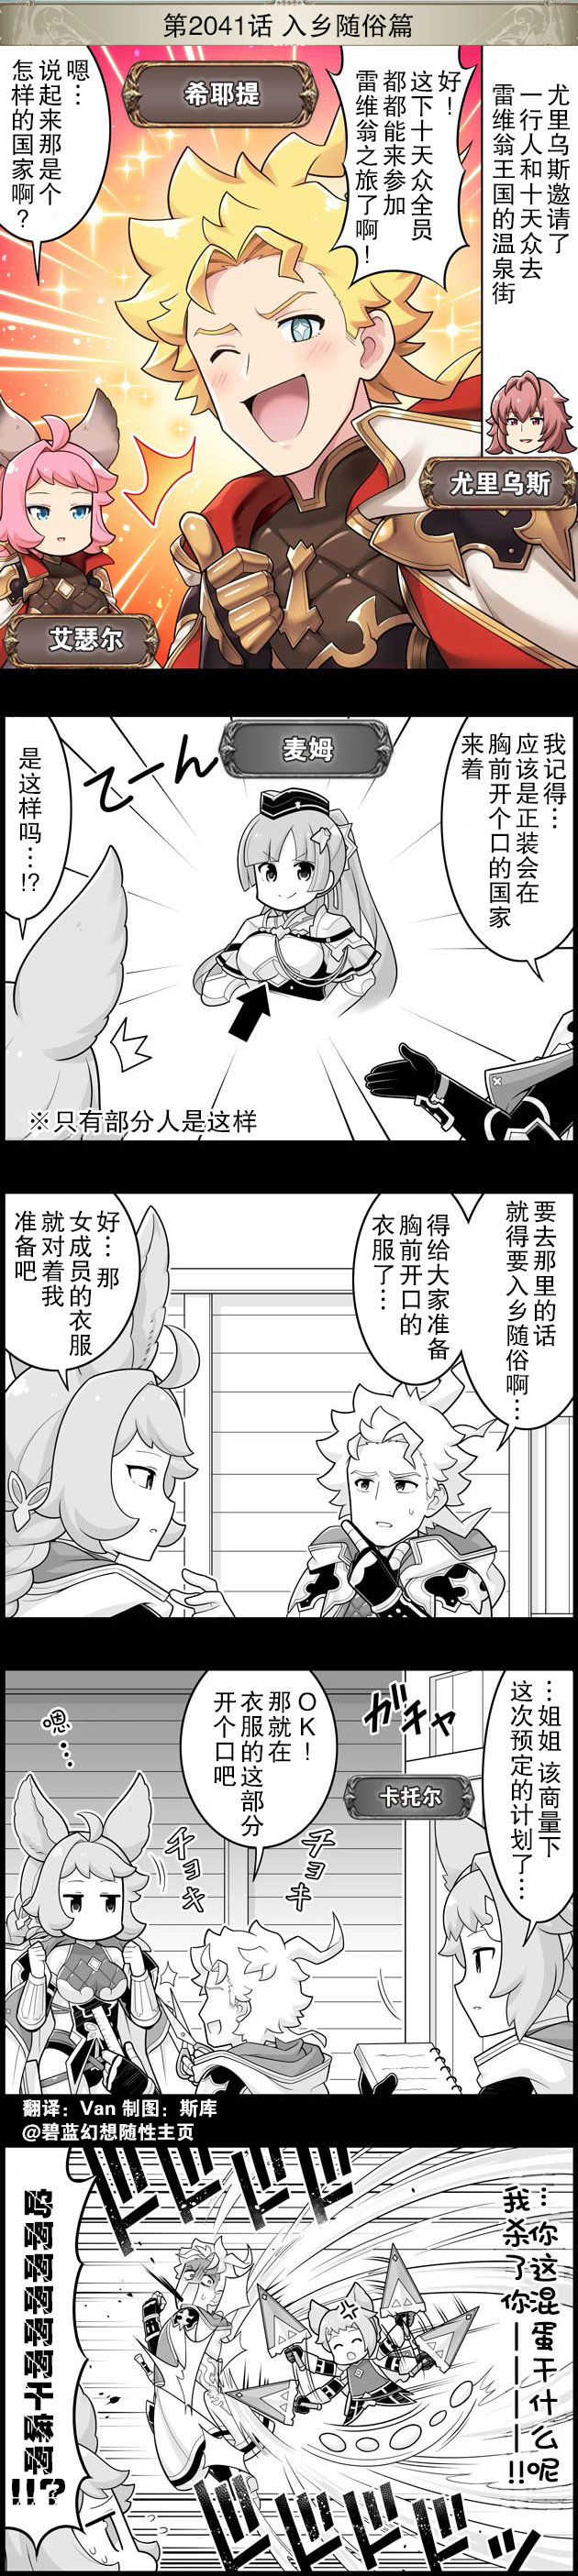 第2041话 入乡随俗篇
尤里乌斯邀请了
一行人和十天众去
雷维翁王国的温泉街
尤里乌斯
好！
这下十天众全员
都都能来参加
雷维翁之旅了啊！
希耶提
嗯…
说起来那是个
怎样的国家啊？
艾瑟尔
我记得…
应该是正装会在
胸前开个口的国家
来着
麦姆
てーん
是这样吗…!?
※只有部分人是这样
要去那里的话
就得要入乡随俗啊…
得给大家准备
胸前开口的
衣服了…
好…那
女成员的衣服
就对着我
准备吧
…姐姐 该商量下
这次预定的计划了…
ガチャ
卡托尔
OK！
那就在
衣服的这部分
开个口吧
チョキ
チョキ
嗯…
翻译：Van 制图：斯库
@碧蓝幻想随性主页
…你这混蛋干什么呢
我杀了你————!!
ドドドド
ドドドドッ
!!?